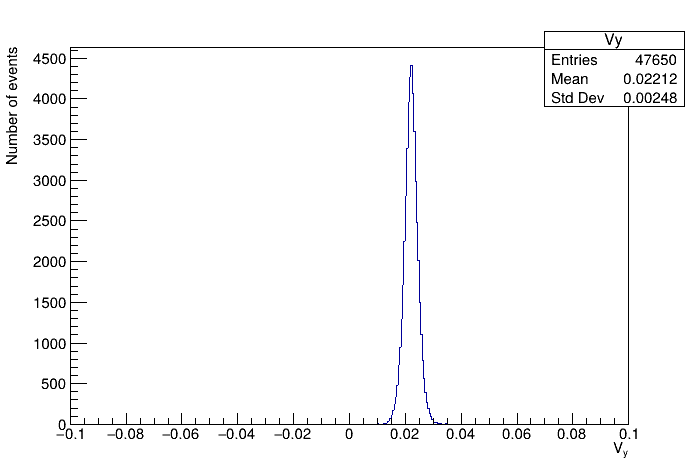 Vy
Entries 47650
Mean 0.02212
Std Dev 0.00248
Number of events
4500
4000
3500
3000
2500
2000
1500
1000
500
0
−0.1 −0.08 −0.06 −0.04 −0.02 0 0.02 0.04 0.06 0.08 0.1
Vy